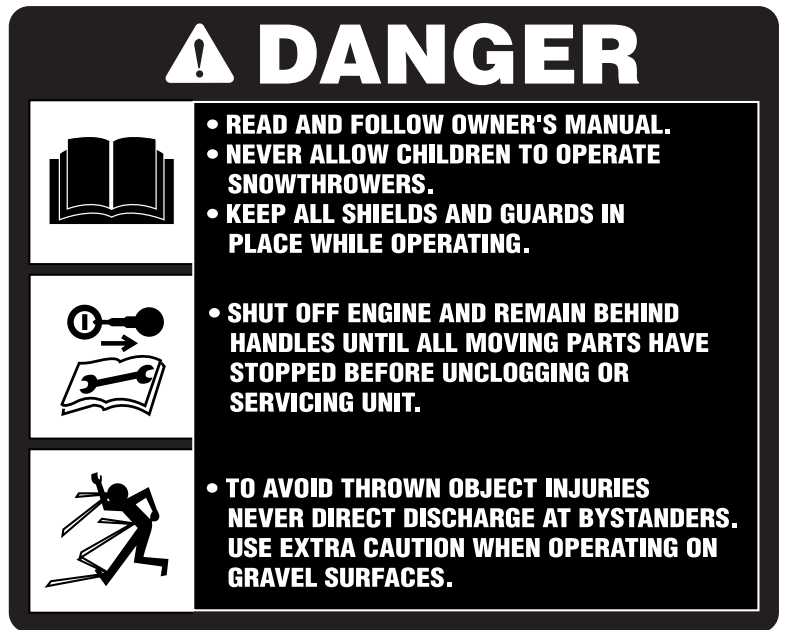 DANGER
• READ AND FOLLOW OWNER'S MANUAL.
• NEVER ALLOW CHILDREN TO OPERATE
SNOWTHROWERS.
• KEEP ALL SHIELDS AND GUARDS IN
PLACE WHILE OPERATING.
• SHUT OFF ENGINE AND REMAIN BEHIND
HANDLES UNTIL ALL MOVING PARTS HAVE
STOPPED BEFORE UNCLOGGING OR
SERVICING UNIT.
• TO AVOID THROWN OBJECT INJURIES
NEVER DIRECT DISCHARGE AT BYSTANDERS.
USE EXTRA CAUTION WHEN OPERATING ON
GRAVEL SURFACES.